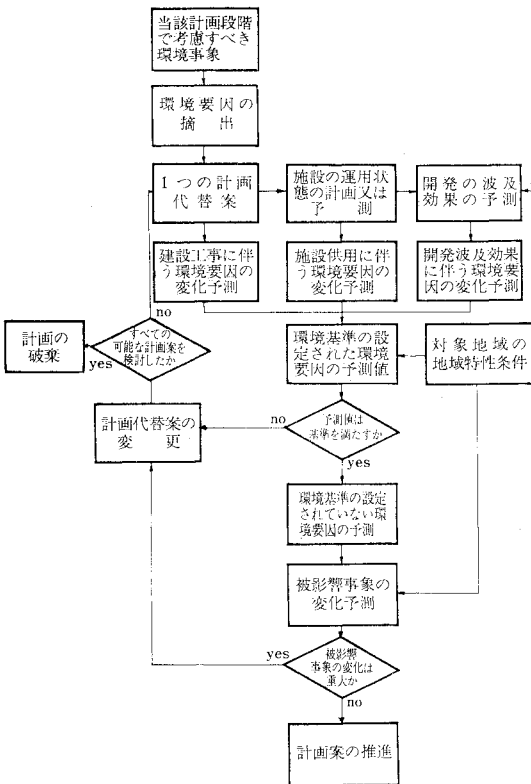 当該計画段階
で考慮すべき
環境事象
環境要因の
摘出
1つの計画
代替案
施設の運用状
態の計画又は
予測
開発の波及
効果の予測
建設工事に伴
う環境要因の
変化予測
施設供用に伴
う環境要因の
変化予測
開発波及効果
に伴う環境要
因の変化予測
no
すべての
可能な計画案を
検討したか
yes
計画の
破棄
環境基準の設
定された環境
要因の予測値
対象地域の
地域特性条件
計画代替案の
変更
no
予測値は
基準を満たすか
yes
環境基準の設定
されていない環
境要因の予測
被影響事象の
変化予測
yes
被影響
事象の変化は
重大か
no
計画案の推進